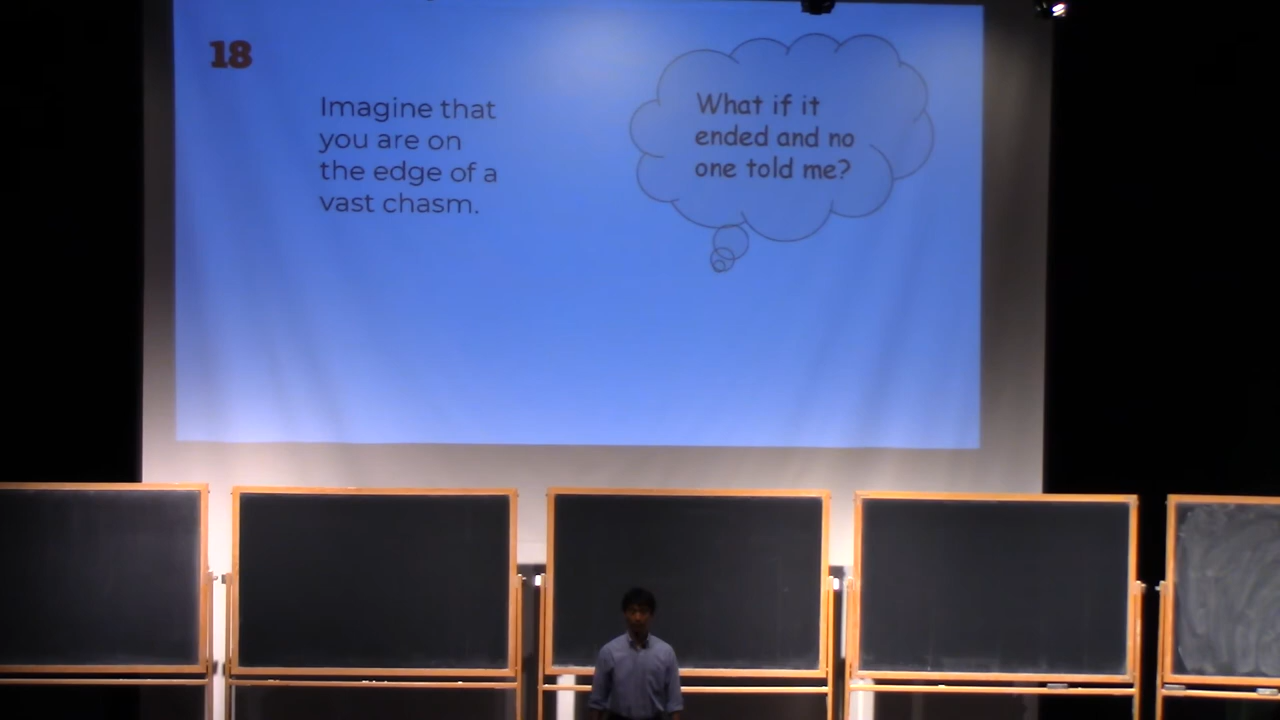 18
Imagine that
you are on
the edge of a
vast chasm.
What if it
ended and no
one told me?